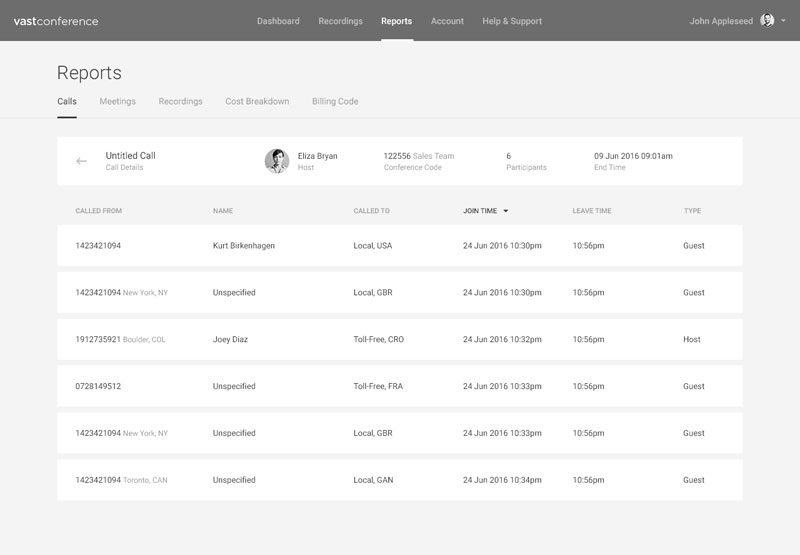 vastconference Dashboard Recordings Reports Account Help & Support John Appleseed
Reports
Calls Meetings Recordings Cost Breakdown Billing Code
Untitled Call Eliza Bryan 122556 Sales Team 6 09 Jun 2016 09:01am
Call Details Host Conference Code Participants End Time
CALLED FROM NAME CALLED TO JOIN TIME LEAVE TIME TYPE
1423421094 Kurt Birkenhagen Local, USA 24 Jun 2016 10:30pm 10:56pm Guest
1423421094 New York, NY Unspecified Local, GBR 24 Jun 2016 10:30pm 10:56pm Guest
1912735921 Boulder, COL Joey Diaz Toll-Free, CRO 24 Jun 2016 10:32pm 10:56pm Host
0728149512 Unspecified Toll-Free, FRA 24 Jun 2016 10:33pm 10:56pm Guest
1423421094 New York, NY Unspecified Local, GBR 24 Jun 2016 10:33pm 10:56pm Guest
1423421094 Toronto, CAN Unspecified Local, GAN 24 Jun 2016 10:34pm 10:56pm Guest